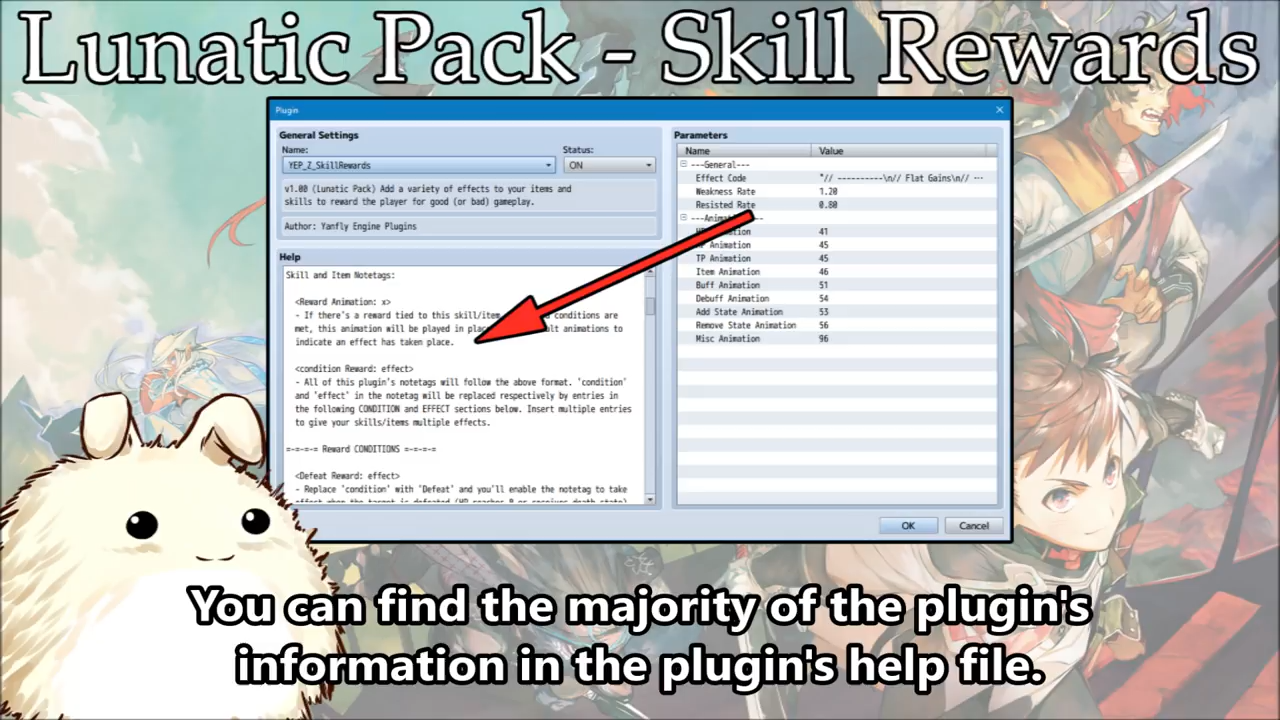 Lunatic Pack - Skill Rewards
Plugin
General Settings
Name:
Status:
YEP_Z_SkillRewards
ON
v1.00 (Lunatic Pack) Add a variety of effects to your items and
skills to reward the player for good (or bad) gameplay.
Author: Yanfly Engine Plugins
Help
Skill and Item Notetags:
<Reward Animation: x>
- If there's a reward tied to this skill/item conditions are
met, this animation will be played in animations to
indicate an effect has taken place.
<condition Reward: effect>
- All of this plugin's notetags will follow the above format. 'condition'
and 'effect' in the notetag will be replaced respectively by entries in
the following CONDITION and EFFECT sections below. Insert multiple entries
to give your skills/items multiple effects.
=-=-=-= Reward CONDITIONS =-=-=-=
<Defeat Reward: effect>
- Replace 'condition' with 'Defeat' and you'll enable the notetag to take
Parameters
Name Value
---General---
Effect Code "// ----------\n// Flat Gains\n// ···
Weakness Rate 1.20
Resisted Rate 0.80
41
Animation 45
TP Animation 45
Item Animation 46
Buff Animation 51
Debuff Animation 54
Add State Animation 53
Remove State Animation 56
Misc Animation 96
OK
Cancel
You can find the majority of the plugin's
information in the plugin's help file.